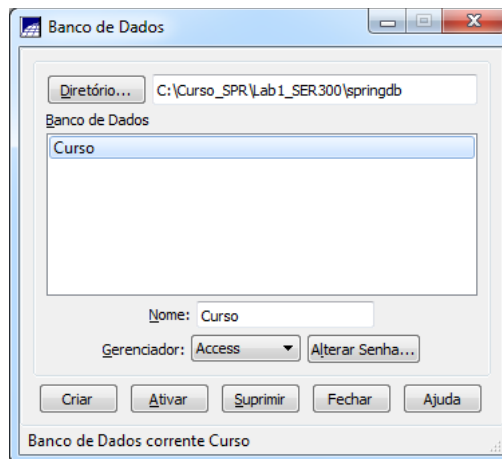 Banco de Dados
Diretório... C:\Curso_SPR\Lab1_SER300\springdb
Banco de Dados
Curso
Nome: Curso
Gerenciador: Access Alterar Senha...
Criar Ativar Suprimir Fechar Ajuda
Banco de Dados corrente Curso